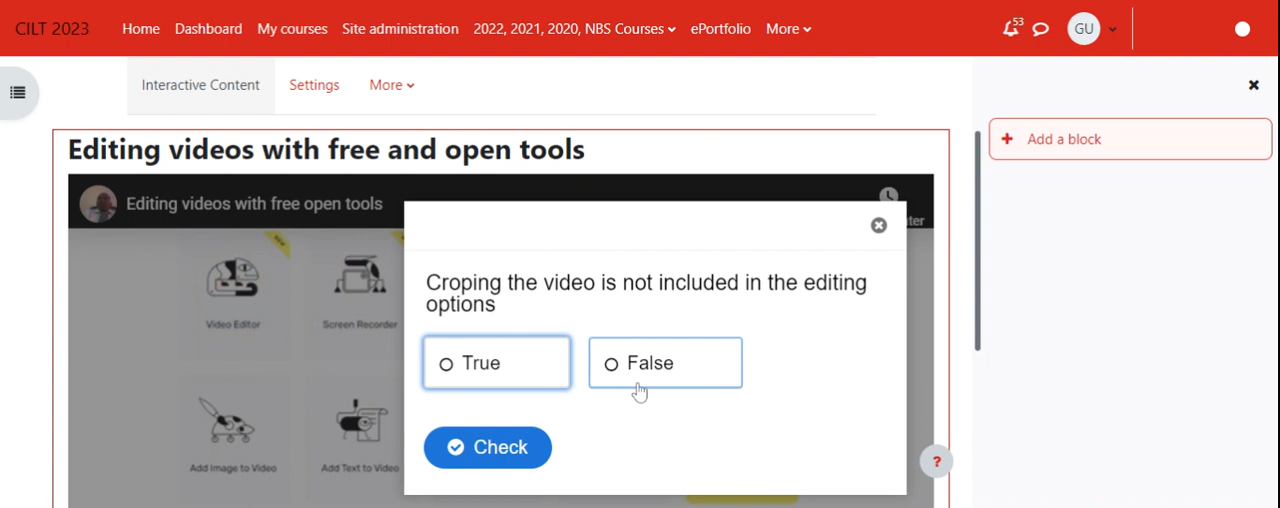 CILT 2023 Home Dashboard My courses Site administration 2022, 2021, 2020, NBS Courses ePortfolio More 53 GU
Interactive Content Settings More
+ Add a block
Editing videos with free and open tools
Editing videos with free open tools
Croping the video is not included in the editing
options
True False
Check
NEW
Video Editor Screen Recorder
Add Image to Video Add Text to Video
?